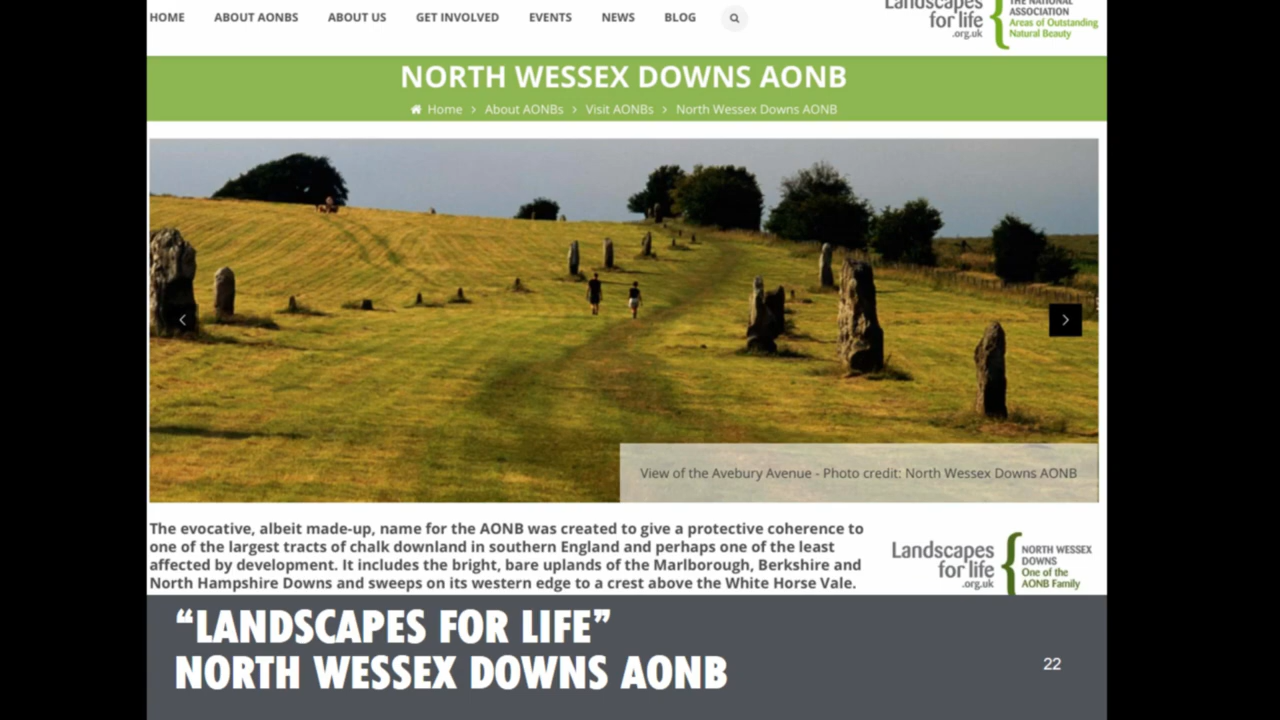 HOME ABOUT AONBS ABOUT US GET INVOLVED EVENTS NEWS BLOG
Landscapes
for life
.org.uk
THE NATIONAL
ASSOCIATION
Areas of Outstanding
Natural Beauty
NORTH WESSEX DOWNS AONB
Home > About AONBs > Visit AONBs > North Wessex Downs AONB
View of the Avebury Avenue - Photo credit: North Wessex Downs AONB
The evocative, albeit made-up, name for the AONB was created to give a protective coherence to
one of the largest tracts of chalk downland in southern England and perhaps one of the least
affected by development. It includes the bright, bare uplands of the Marlborough, Berkshire and
North Hampshire Downs and sweeps on its western edge to a crest above the White Horse Vale.
Landscapes
for life
.org.uk
NORTH WESSEX
DOWNS
One of the
AONB Family
“LANDSCAPES FOR LIFE”
NORTH WESSEX DOWNS AONB
22